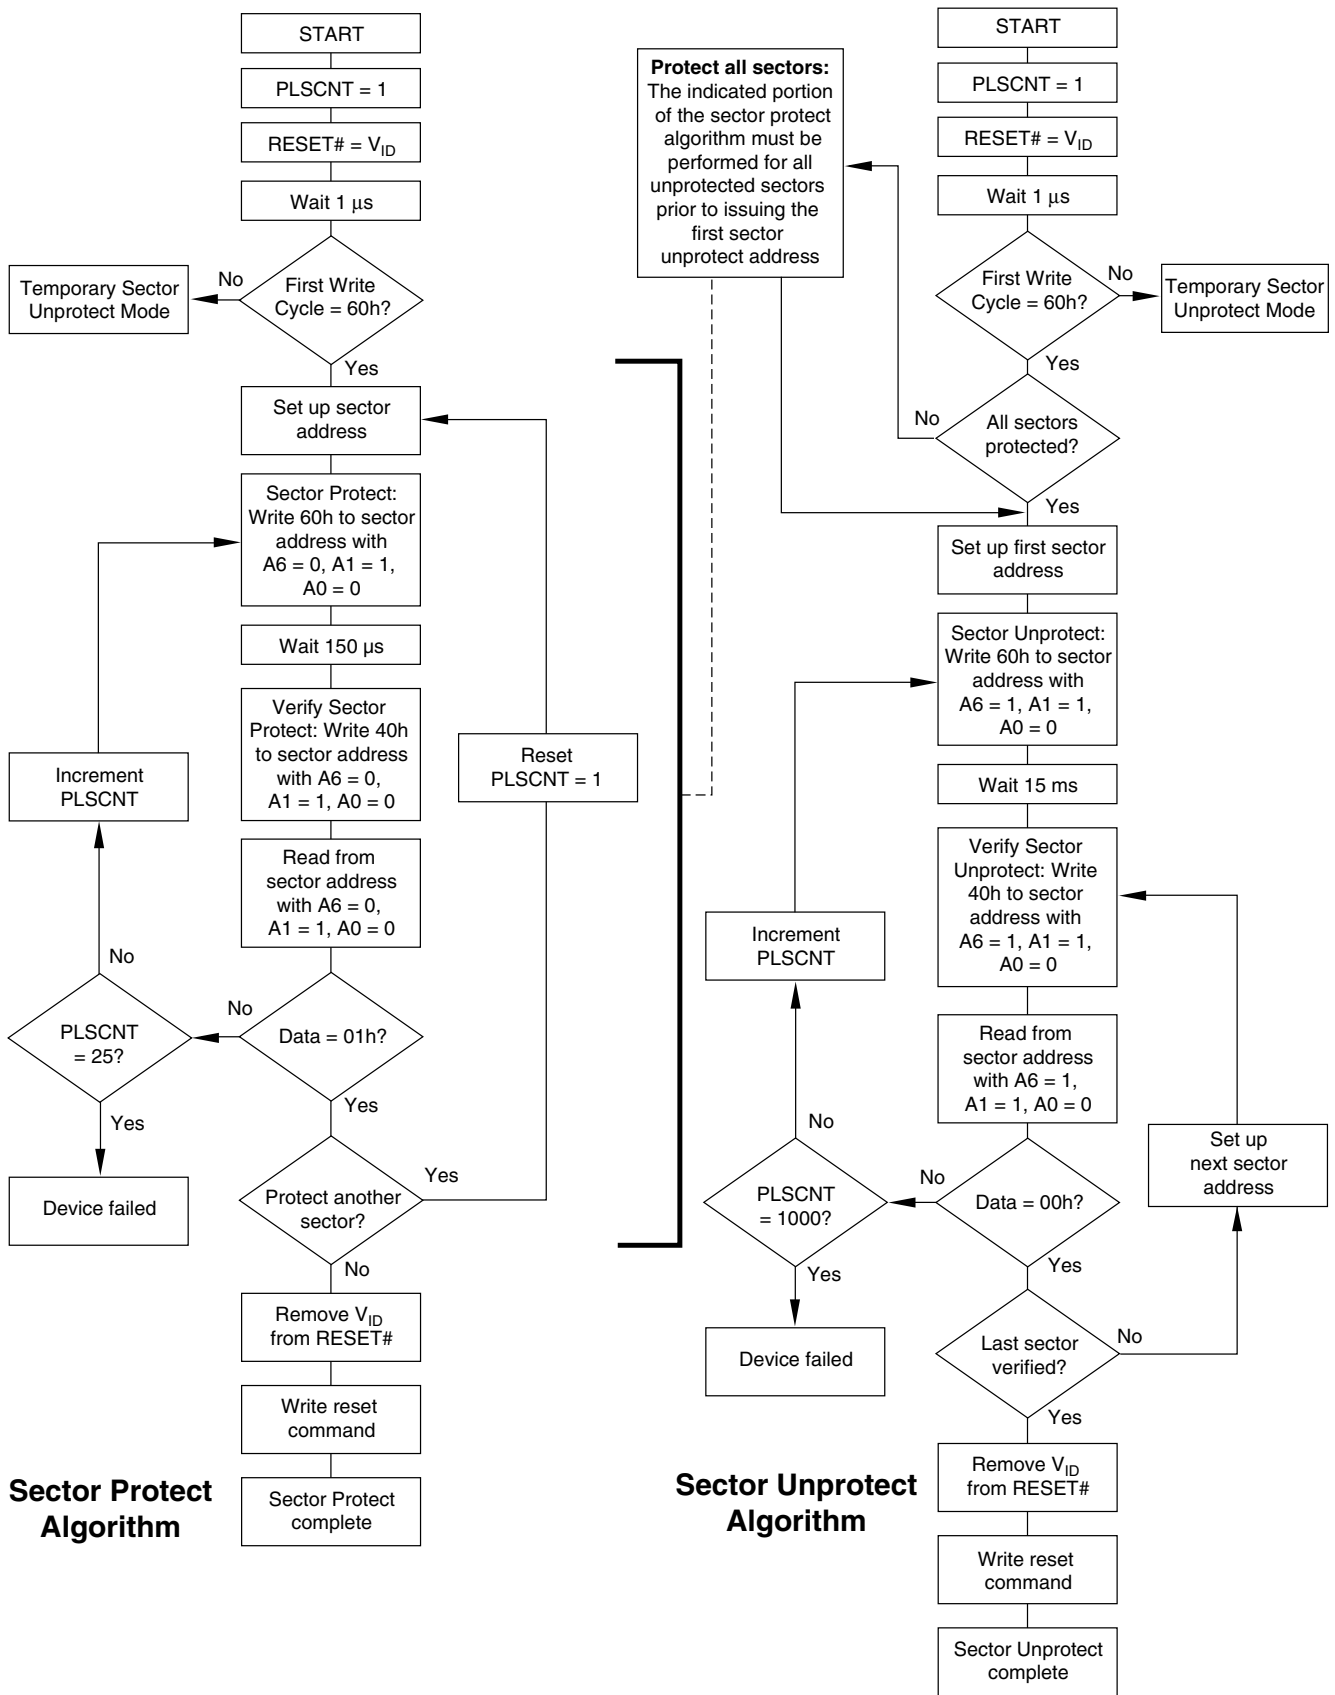 START
PLSCNT = 1
RESET# = VID
Wait 1 μs
First Write
Cycle = 60h?
No
Temporary Sector
Unprotect Mode
Yes
Set up sector
address
Sector Protect:
Write 60h to sector
address with
A6 = 0, A1 = 1,
A0 = 0
Wait 150 μs
Verify Sector
Protect: Write 40h
to sector address
with A6 = 0,
A1 = 1, A0 = 0
Reset
PLSCNT = 1
Increment
PLSCNT
Read from
sector address
with A6 = 0,
A1 = 1, A0 = 0
No
PLSCNT
= 25?
No
Data = 01h?
Yes
Yes
Device failed
Protect another
sector?
Yes
No
Remove VID
from RESET#
Write reset
command
Sector Protect
complete
Sector Protect
Algorithm
Protect all sectors:
The indicated portion
of the sector protect
algorithm must be
performed for all
unprotected sectors
prior to issuing the
first sector
unprotect address
START
PLSCNT = 1
RESET# = VID
Wait 1 μs
First Write
Cycle = 60h?
No
Temporary Sector
Unprotect Mode
Yes
No
All sectors
protected?
Yes
Set up first sector
address
Sector Unprotect:
Write 60h to sector
address with
A6 = 1, A1 = 1,
A0 = 0
Wait 15 ms
Verify Sector
Unprotect: Write
40h to sector
address with
A6 = 1, A1 = 1,
A0 = 0
Increment
PLSCNT
Read from
sector address
with A6 = 1,
A1 = 1, A0 = 0
No
PLSCNT
= 1000?
No
Data = 00h?
Set up
next sector
address
Yes
Yes
Device failed
Last sector
verified?
No
Yes
Remove VID
from RESET#
Write reset
command
Sector Unprotect
complete
Sector Unprotect
Algorithm